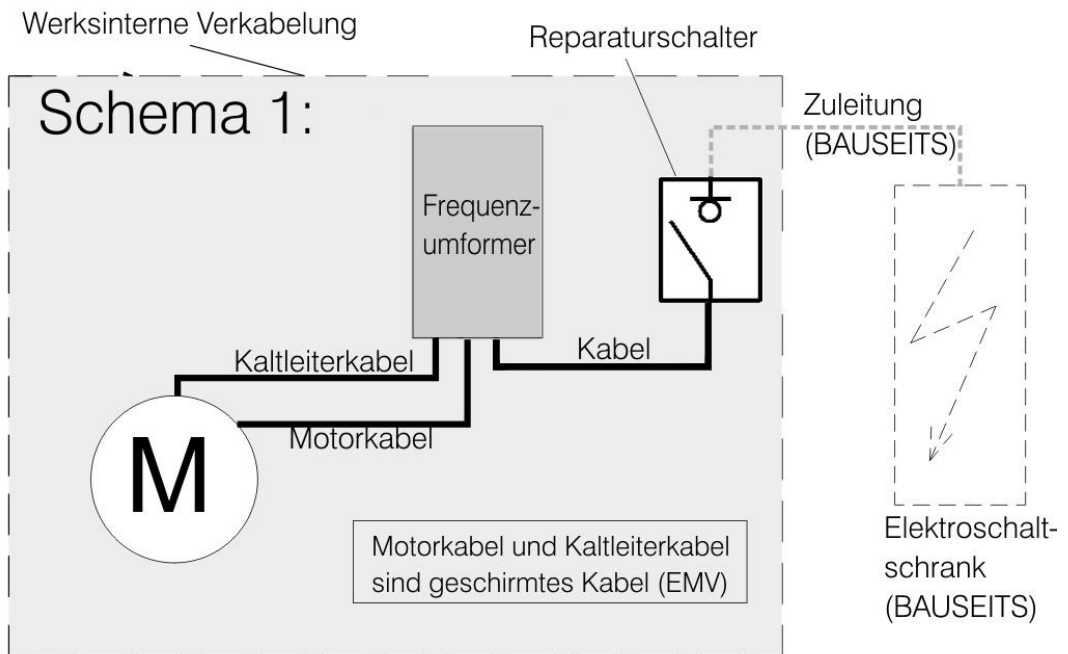 Werksinterne Verkabelung
Reparaturschalter
Schema 1:
Zuleitung
(BAUSEITS)
Frequenz-
umformer
Kaltleiterkabel
Kabel
Motorkabel
M
Motorkabel und Kaltleiterkabel
sind geschirmtes Kabel (EMV)
Elektroschalt-
schrank
(BAUSEITS)